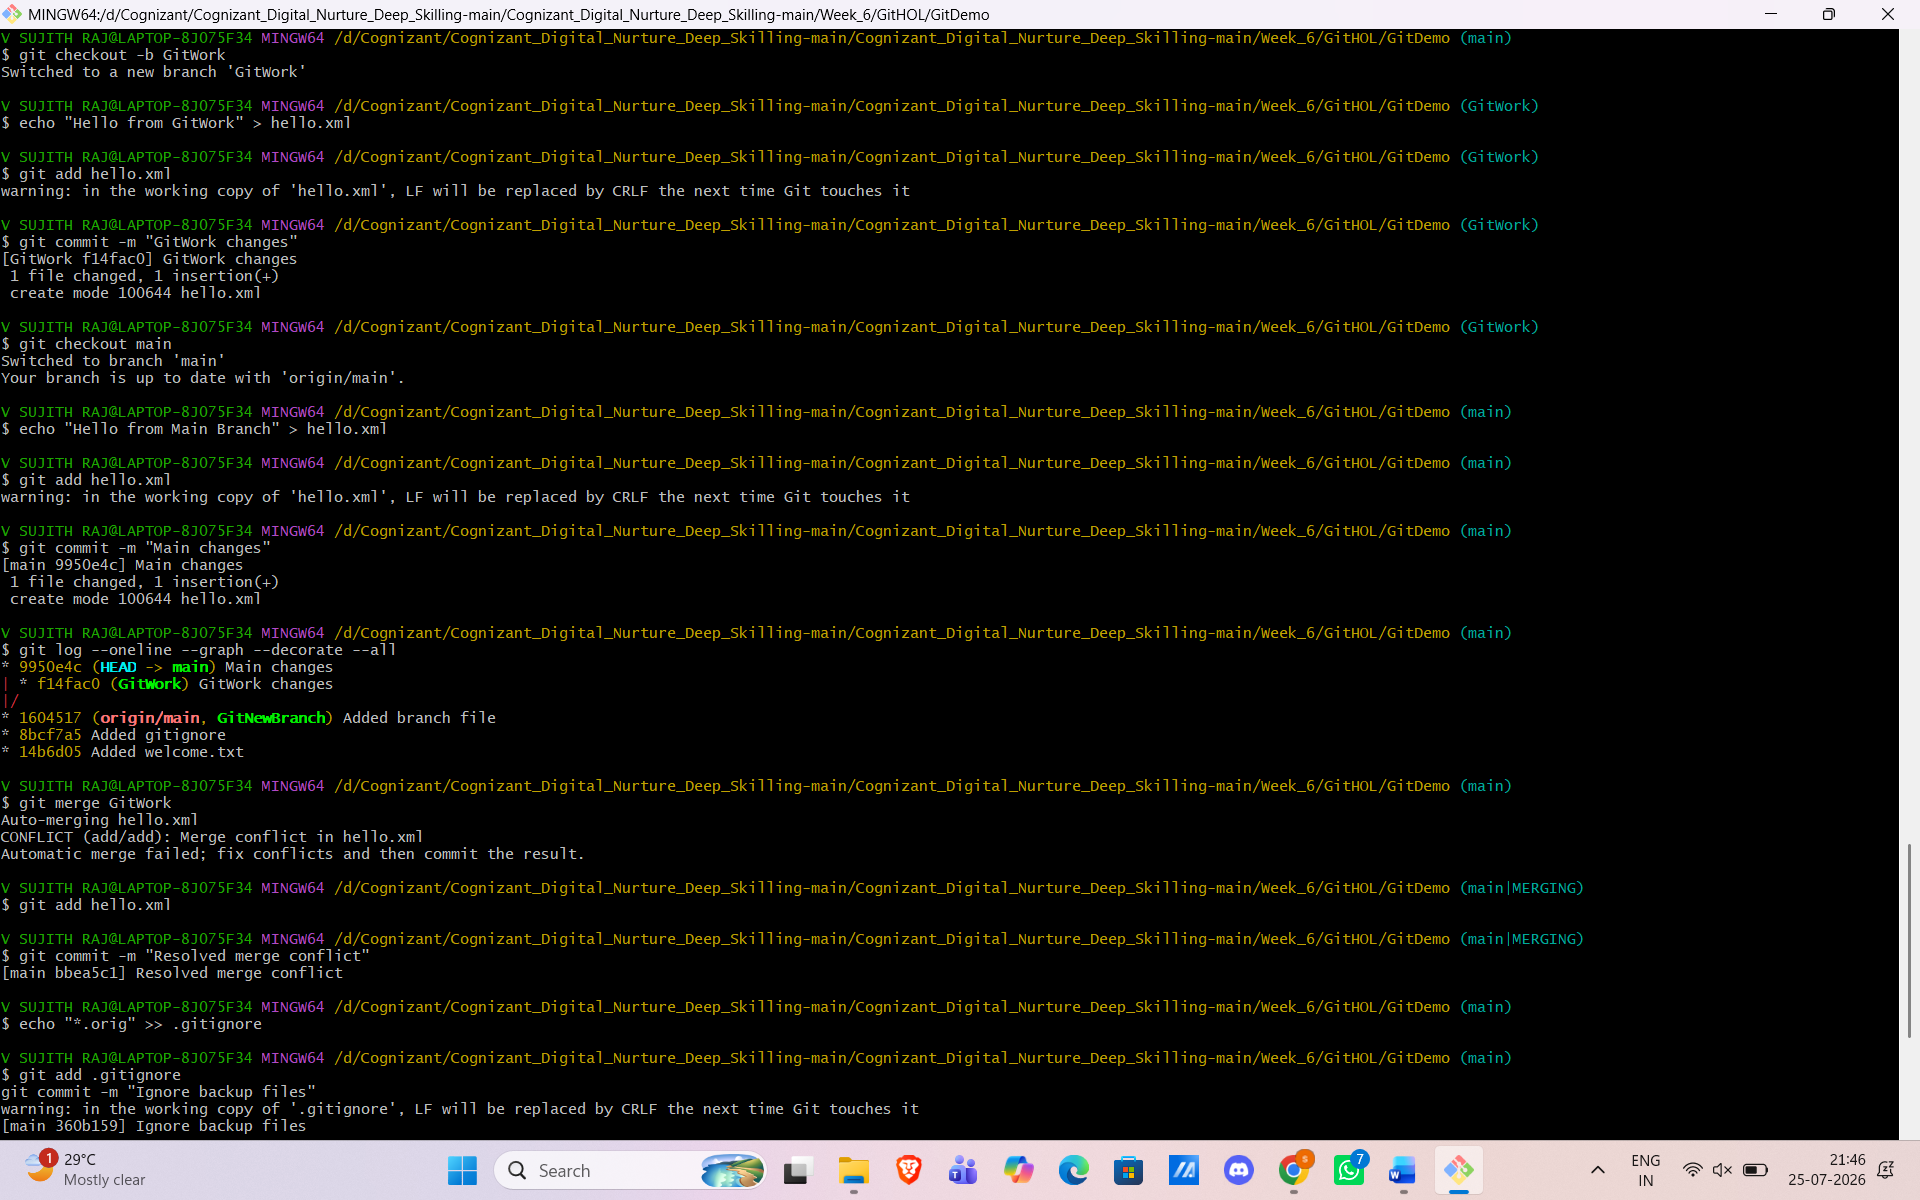 MINGW64:/d/Cognizant/Cognizant_Digital_Nurture_Deep_Skilling-main/Cognizant_Digital_Nurture_Deep_Skilling-main/Week_6/GitHOL/GitDemo
V SUJITH RAJ@LAPTOP-8J075F34 MINGW64 /d/Cognizant/Cognizant_Digital_Nurture_Deep_Skilling-main/Cognizant_Digital_Nurture_Deep_Skilling-main/Week_6/GitHOL/GitDemo (main)
$ git checkout -b GitWork
Switched to a new branch 'GitWork'
V SUJITH RAJ@LAPTOP-8J075F34 MINGW64 /d/Cognizant/Cognizant_Digital_Nurture_Deep_Skilling-main/Cognizant_Digital_Nurture_Deep_Skilling-main/Week_6/GitHOL/GitDemo (GitWork)
$ echo "Hello from GitWork" > hello.xml
V SUJITH RAJ@LAPTOP-8J075F34 MINGW64 /d/Cognizant/Cognizant_Digital_Nurture_Deep_Skilling-main/Cognizant_Digital_Nurture_Deep_Skilling-main/Week_6/GitHOL/GitDemo (GitWork)
$ git add hello.xml
warning: in the working copy of 'hello.xml', LF will be replaced by CRLF the next time Git touches it
V SUJITH RAJ@LAPTOP-8J075F34 MINGW64 /d/Cognizant/Cognizant_Digital_Nurture_Deep_Skilling-main/Cognizant_Digital_Nurture_Deep_Skilling-main/Week_6/GitHOL/GitDemo (GitWork)
$ git commit -m "GitWork changes"
[GitWork f14fac0] GitWork changes
 1 file changed, 1 insertion(+)
 create mode 100644 hello.xml
V SUJITH RAJ@LAPTOP-8J075F34 MINGW64 /d/Cognizant/Cognizant_Digital_Nurture_Deep_Skilling-main/Cognizant_Digital_Nurture_Deep_Skilling-main/Week_6/GitHOL/GitDemo (GitWork)
$ git checkout main
Switched to branch 'main'
Your branch is up to date with 'origin/main'.
V SUJITH RAJ@LAPTOP-8J075F34 MINGW64 /d/Cognizant/Cognizant_Digital_Nurture_Deep_Skilling-main/Cognizant_Digital_Nurture_Deep_Skilling-main/Week_6/GitHOL/GitDemo (main)
$ echo "Hello from Main Branch" > hello.xml
V SUJITH RAJ@LAPTOP-8J075F34 MINGW64 /d/Cognizant/Cognizant_Digital_Nurture_Deep_Skilling-main/Cognizant_Digital_Nurture_Deep_Skilling-main/Week_6/GitHOL/GitDemo (main)
$ git add hello.xml
warning: in the working copy of 'hello.xml', LF will be replaced by CRLF the next time Git touches it
V SUJITH RAJ@LAPTOP-8J075F34 MINGW64 /d/Cognizant/Cognizant_Digital_Nurture_Deep_Skilling-main/Cognizant_Digital_Nurture_Deep_Skilling-main/Week_6/GitHOL/GitDemo (main)
$ git commit -m "Main changes"
[main 9950e4c] Main changes
 1 file changed, 1 insertion(+)
 create mode 100644 hello.xml
V SUJITH RAJ@LAPTOP-8J075F34 MINGW64 /d/Cognizant/Cognizant_Digital_Nurture_Deep_Skilling-main/Cognizant_Digital_Nurture_Deep_Skilling-main/Week_6/GitHOL/GitDemo (main)
$ git log --oneline --graph --decorate --all
* 9950e4c (HEAD -> main) Main changes
| * f14fac0 (GitWork) GitWork changes
|/
* 1604517 (origin/main, GitNewBranch) Added branch file
* 8bcf7a5 Added gitignore
* 14b6d05 Added welcome.txt
V SUJITH RAJ@LAPTOP-8J075F34 MINGW64 /d/Cognizant/Cognizant_Digital_Nurture_Deep_Skilling-main/Cognizant_Digital_Nurture_Deep_Skilling-main/Week_6/GitHOL/GitDemo (main)
$ git merge GitWork
Auto-merging hello.xml
CONFLICT (add/add): Merge conflict in hello.xml
Automatic merge failed; fix conflicts and then commit the result.
V SUJITH RAJ@LAPTOP-8J075F34 MINGW64 /d/Cognizant/Cognizant_Digital_Nurture_Deep_Skilling-main/Cognizant_Digital_Nurture_Deep_Skilling-main/Week_6/GitHOL/GitDemo (main|MERGING)
$ git add hello.xml
V SUJITH RAJ@LAPTOP-8J075F34 MINGW64 /d/Cognizant/Cognizant_Digital_Nurture_Deep_Skilling-main/Cognizant_Digital_Nurture_Deep_Skilling-main/Week_6/GitHOL/GitDemo (main|MERGING)
$ git commit -m "Resolved merge conflict"
[main bbea5c1] Resolved merge conflict
V SUJITH RAJ@LAPTOP-8J075F34 MINGW64 /d/Cognizant/Cognizant_Digital_Nurture_Deep_Skilling-main/Cognizant_Digital_Nurture_Deep_Skilling-main/Week_6/GitHOL/GitDemo (main)
$ echo "*.orig" >> .gitignore
V SUJITH RAJ@LAPTOP-8J075F34 MINGW64 /d/Cognizant/Cognizant_Digital_Nurture_Deep_Skilling-main/Cognizant_Digital_Nurture_Deep_Skilling-main/Week_6/GitHOL/GitDemo (main)
$ git add .gitignore
git commit -m "Ignore backup files"
warning: in the working copy of '.gitignore', LF will be replaced by CRLF the next time Git touches it
[main 360b159] Ignore backup files
1
29°C
Mostly clear
Search
7
ENG
IN
21:46
25-07-2026